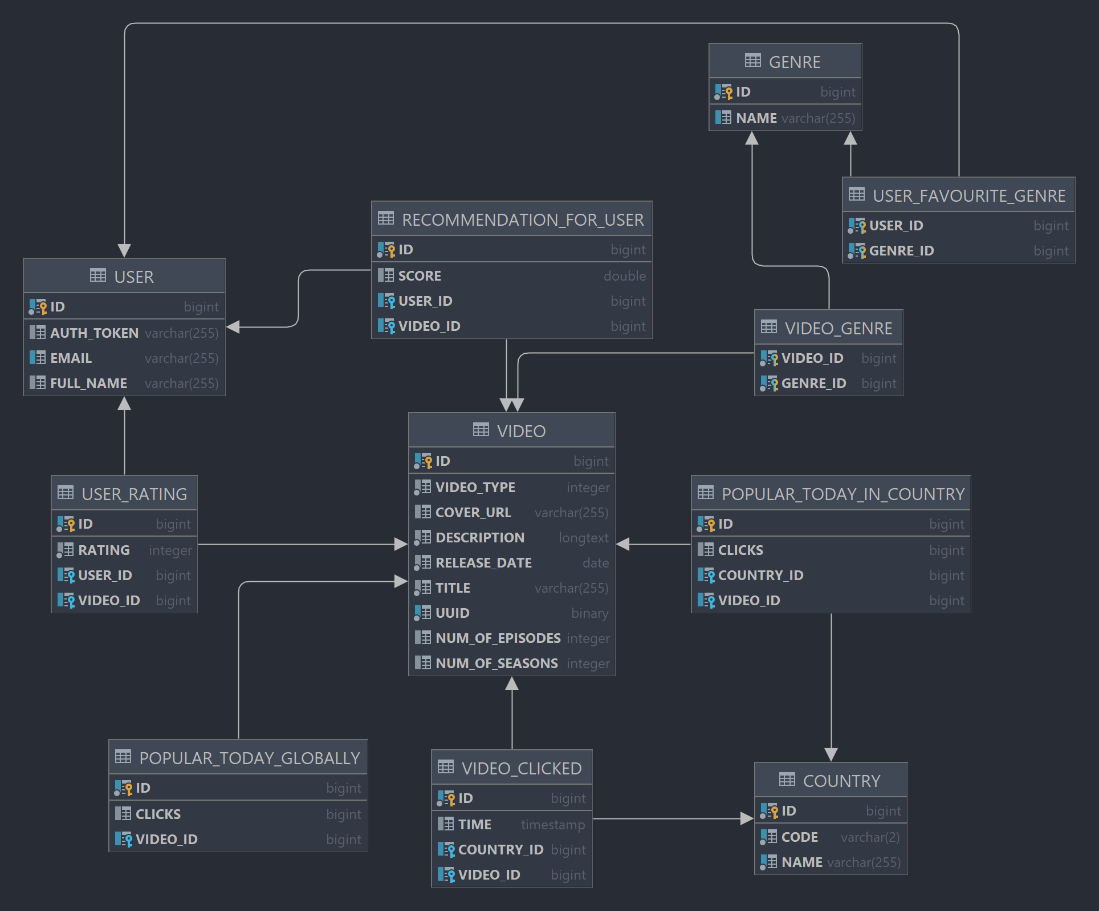 GENRE
ID bigint
NAME varchar(255)
USER_FAVOURITE_GENRE
USER_ID bigint
GENRE_ID bigint
RECOMMENDATION_FOR_USER
ID bigint
SCORE double
USER_ID bigint
VIDEO_ID bigint
USER
ID bigint
AUTH_TOKEN varchar(255)
EMAIL varchar(255)
FULL_NAME varchar(255)
VIDEO_GENRE
VIDEO_ID bigint
GENRE_ID bigint
VIDEO
ID bigint
VIDEO_TYPE integer
COVER_URL varchar(255)
DESCRIPTION longtext
RELEASE_DATE date
TITLE varchar(255)
UUID binary
NUM_OF_EPISODES integer
NUM_OF_SEASONS integer
USER_RATING
ID bigint
RATING integer
USER_ID bigint
VIDEO_ID bigint
POPULAR_TODAY_IN_COUNTRY
ID bigint
CLICKS bigint
COUNTRY_ID bigint
VIDEO_ID bigint
POPULAR_TODAY_GLOBALLY
ID bigint
CLICKS bigint
VIDEO_ID bigint
VIDEO_CLICKED
ID bigint
TIME timestamp
COUNTRY_ID bigint
VIDEO_ID bigint
COUNTRY
ID bigint
CODE varchar(2)
NAME varchar(255)